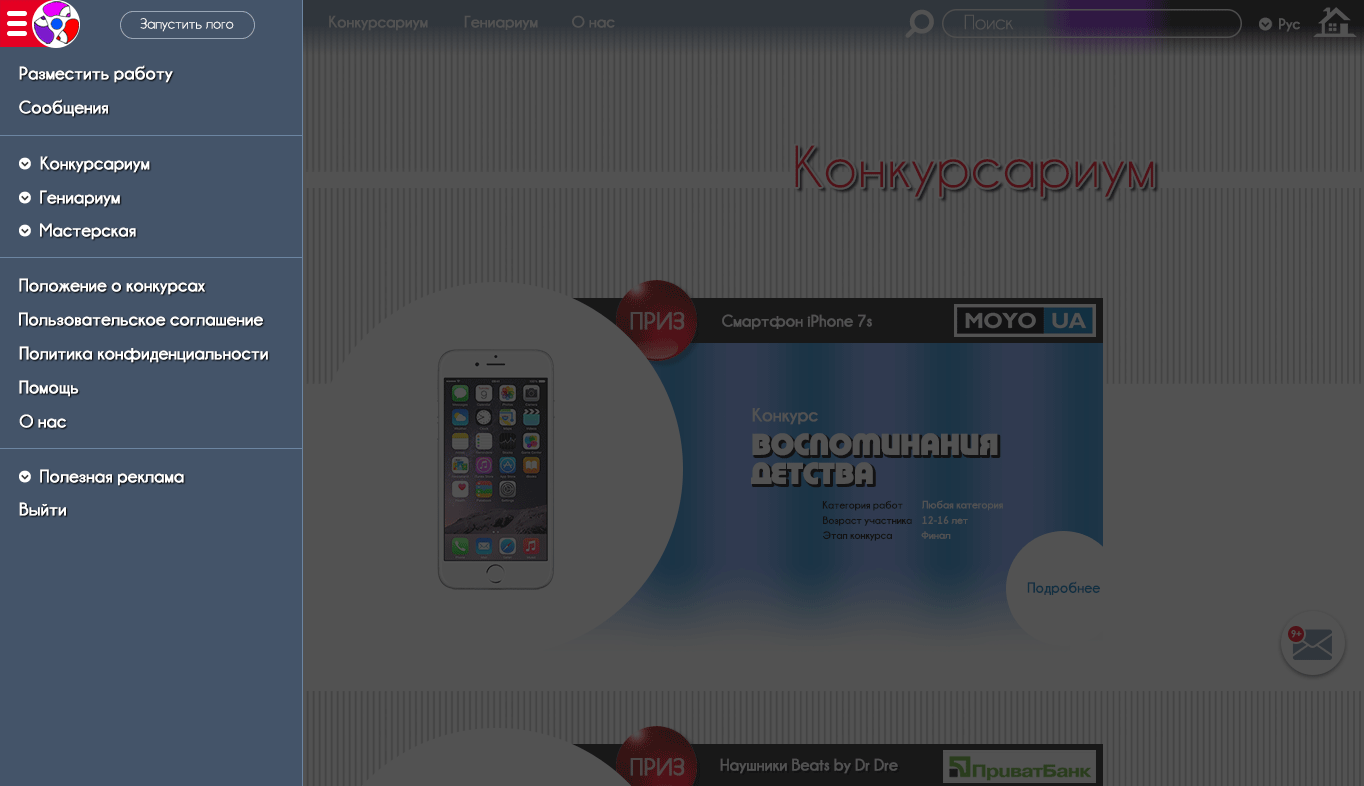 Запустить лого
Разместить работу
Сообщения
Конкурсариум
Гениариум
Мастерская
Положение о конкурсах
Пользовательское соглашение
Политика конфиденциальности
Помощь
О нас
Полезная реклама
Выйти
Конкурсариум Гениариум О нас Поиск Рус
Конкурсариум
ПРИЗ Смартфон iPhone 7s MOYO UA
Конкурс
ВОСПОМИНАНИЯ
ДЕТСТВА
Категория работ Любая категория
Возраст участника 12-16 лет
Этап конкурса Финал
Подробнее
9+
ПРИЗ Наушники Beats by Dr Dre ПриватБанк